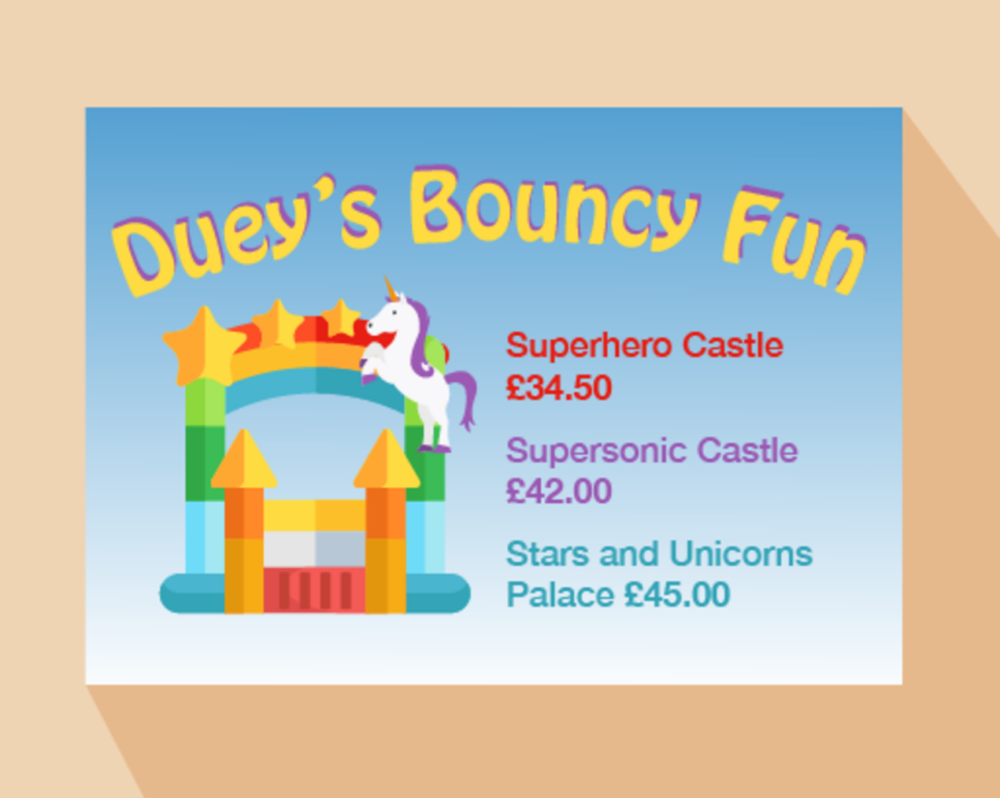 Duey’s Bouncy Fun
Superhero Castle
£34.50
Supersonic Castle
£42.00
Stars and Unicorns
Palace £45.00